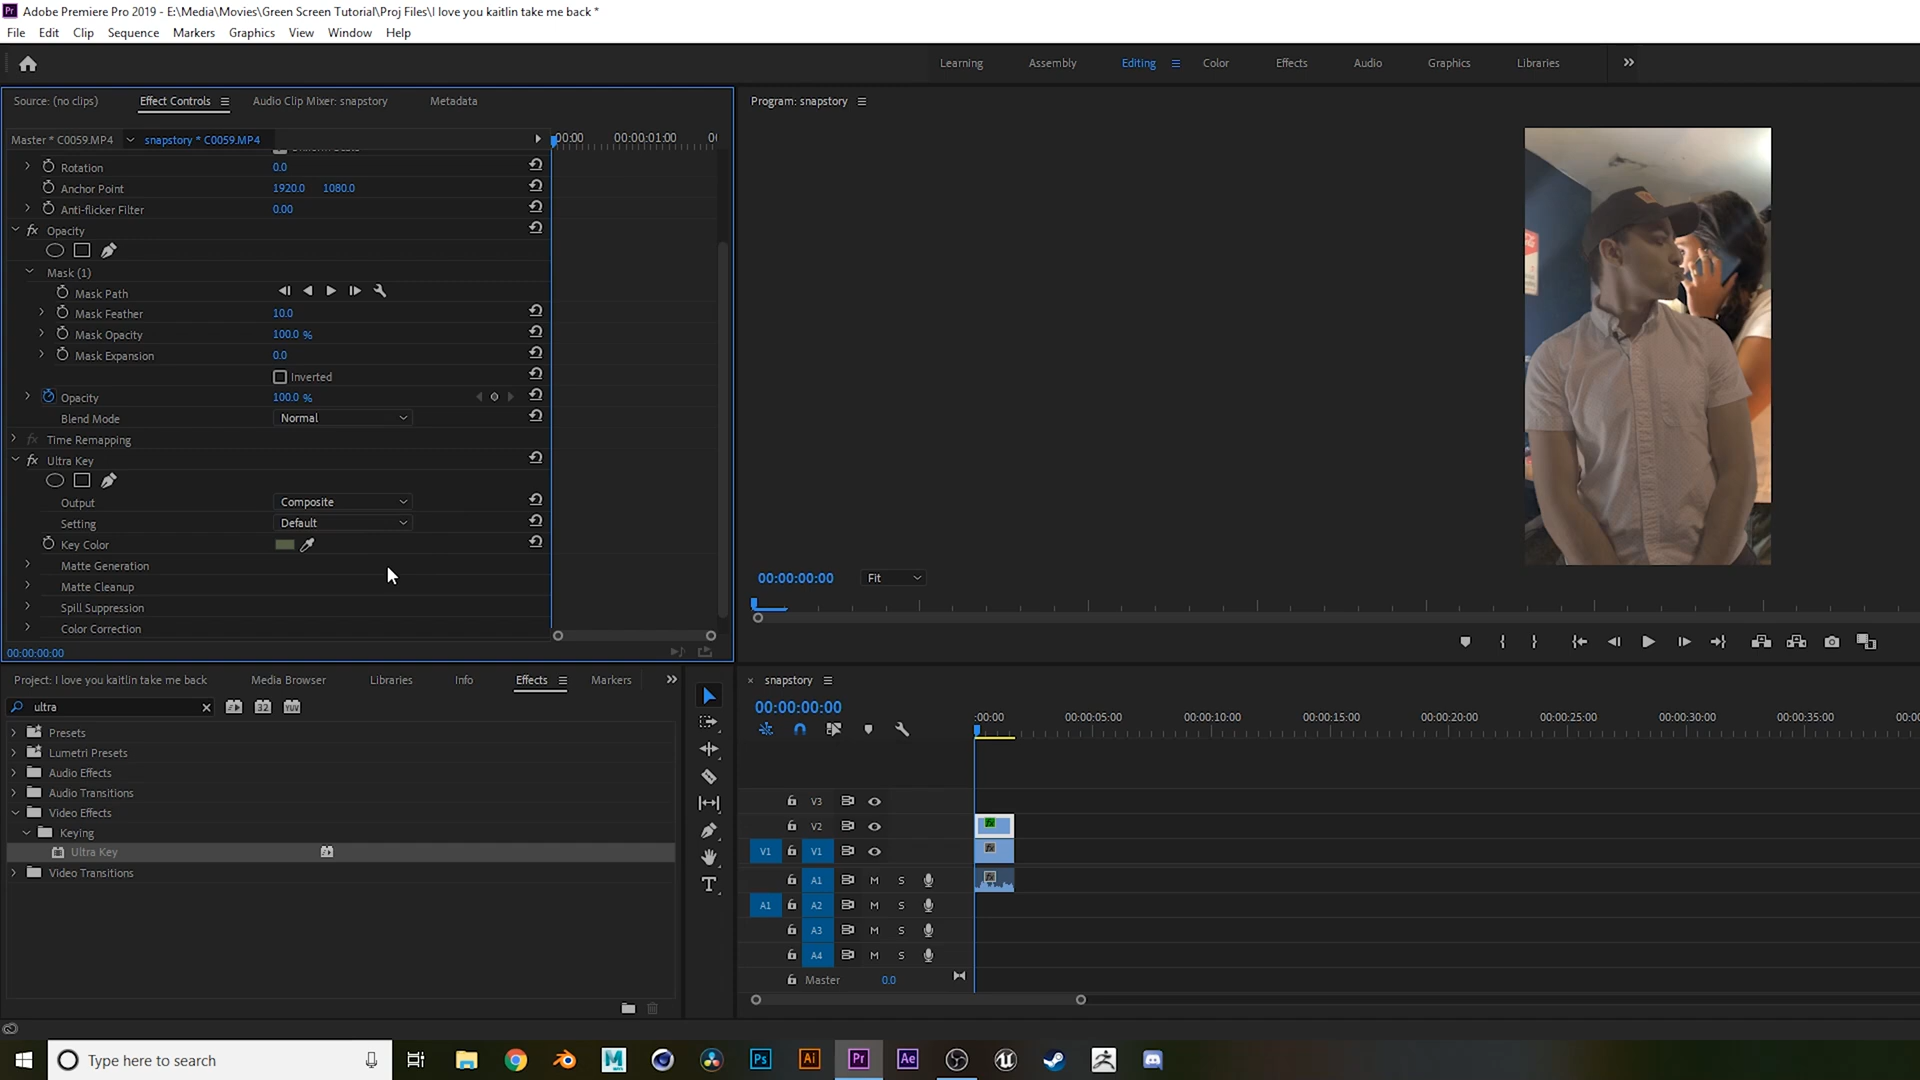 Adobe Premiere Pro 2019 - E:\Media\Movies\Green Screen Tutorial\Proj Files\I love you kaitlin take me back *
File Edit Clip Sequence Markers Graphics View Window Help
Learning Assembly Editing Color Effects Audio Graphics Libraries
Source: (no clips) Effect Controls Audio Clip Mixer: snapstory Metadata
Program: snapstory
Master * C0059.MP4 snapstory * C0059.MP4
00:00 00:00:01:00
Rotation 0.0
Anchor Point 1920.0 1080.0
Anti-flicker Filter 0.00
fx Opacity
Mask (1)
Mask Path
Mask Feather 10.0
Mask Opacity 100.0 %
Mask Expansion 0.0
Inverted
Opacity 100.0 %
Blend Mode Normal
fx Time Remapping
fx Ultra Key
Output Composite
Setting Default
Key Color
Matte Generation
Matte Cleanup
Spill Suppression
Color Correction
00:00:00:00
00:00:00:00 Fit
Project: I love you kaitlin take me back Media Browser Libraries Info Effects Markers
ultra 32 YUV
Presets
Lumetri Presets
Audio Effects
Audio Transitions
Video Effects
Keying
Ultra Key
Video Transitions
snapstory
00:00:00:00
:00:00 00:00:05:00 00:00:10:00 00:00:15:00 00:00:20:00 00:00:25:00 00:00:30:00 00:00:35:00
V3
V2
V1 V1
A1 M S
A1 A2 M S
A3 M S
A4 M S
Master 0.0
Type here to search
Ps Ai Pr Ae